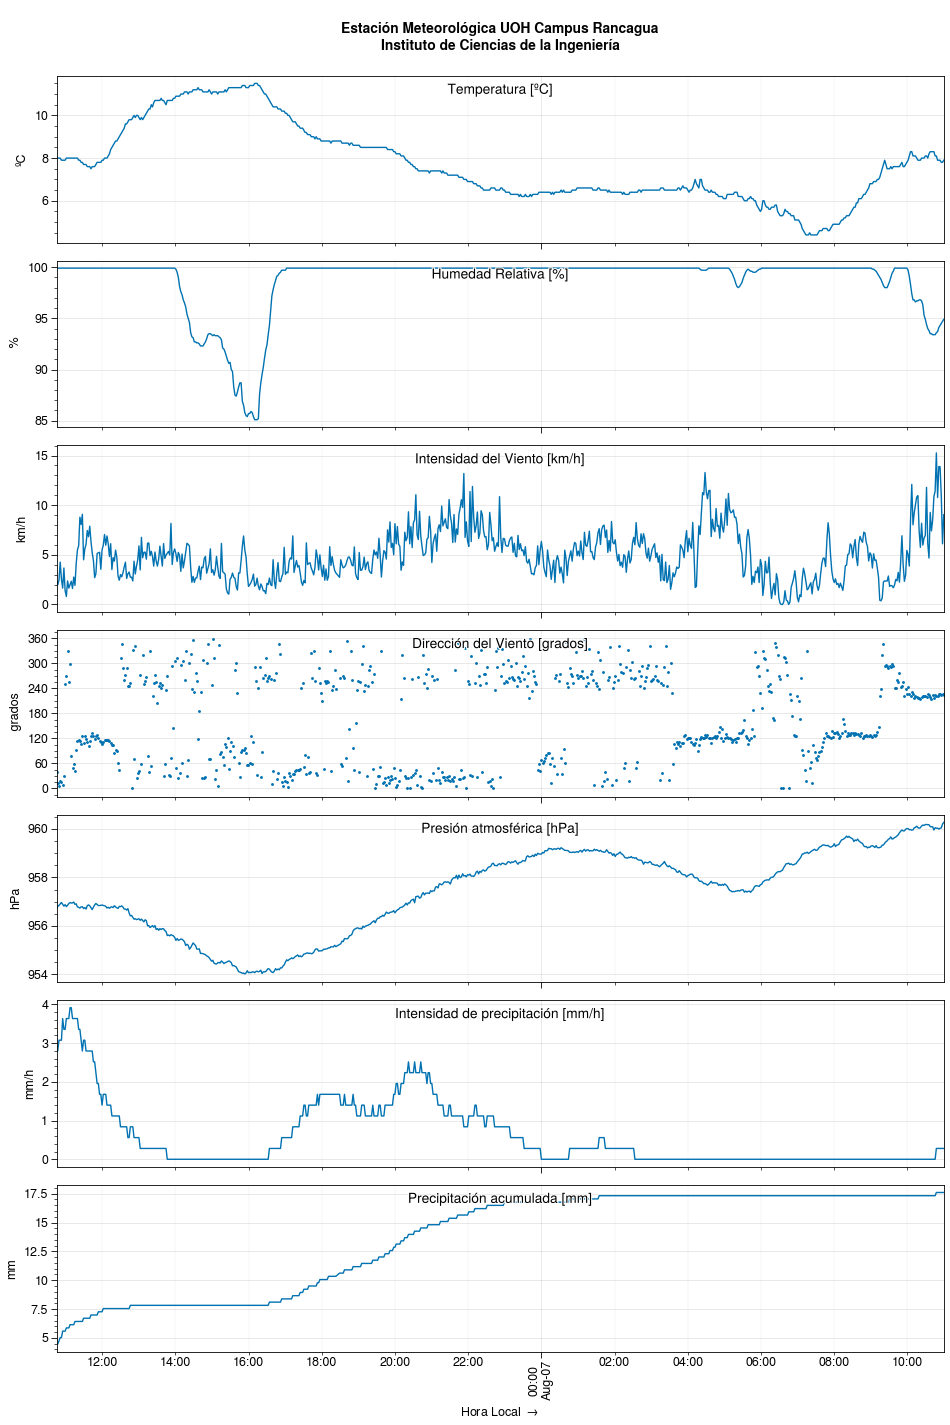 Estación Meteorológica UOH Campus Rancagua
Instituto de Ciencias de la Ingeniería
Temperatura [ºC]
ºC
10
8
6
Humedad Relativa [%]
%
100
95
90
85
Intensidad del Viento [km/h]
km/h
15
10
5
0
Dirección del Viento [grados]
grados
360
300
240
180
120
60
0
Presión atmosférica [hPa]
hPa
960
958
956
954
Intensidad de precipitación [mm/h]
mm/h
4
3
2
1
0
Precipitación acumulada [mm]
mm
17.5
15
12.5
10
7.5
5
12:00 14:00 16:00 18:00 20:00 22:00 00:00 02:00 04:00 06:00 08:00 10:00
Aug-07
Hora Local →